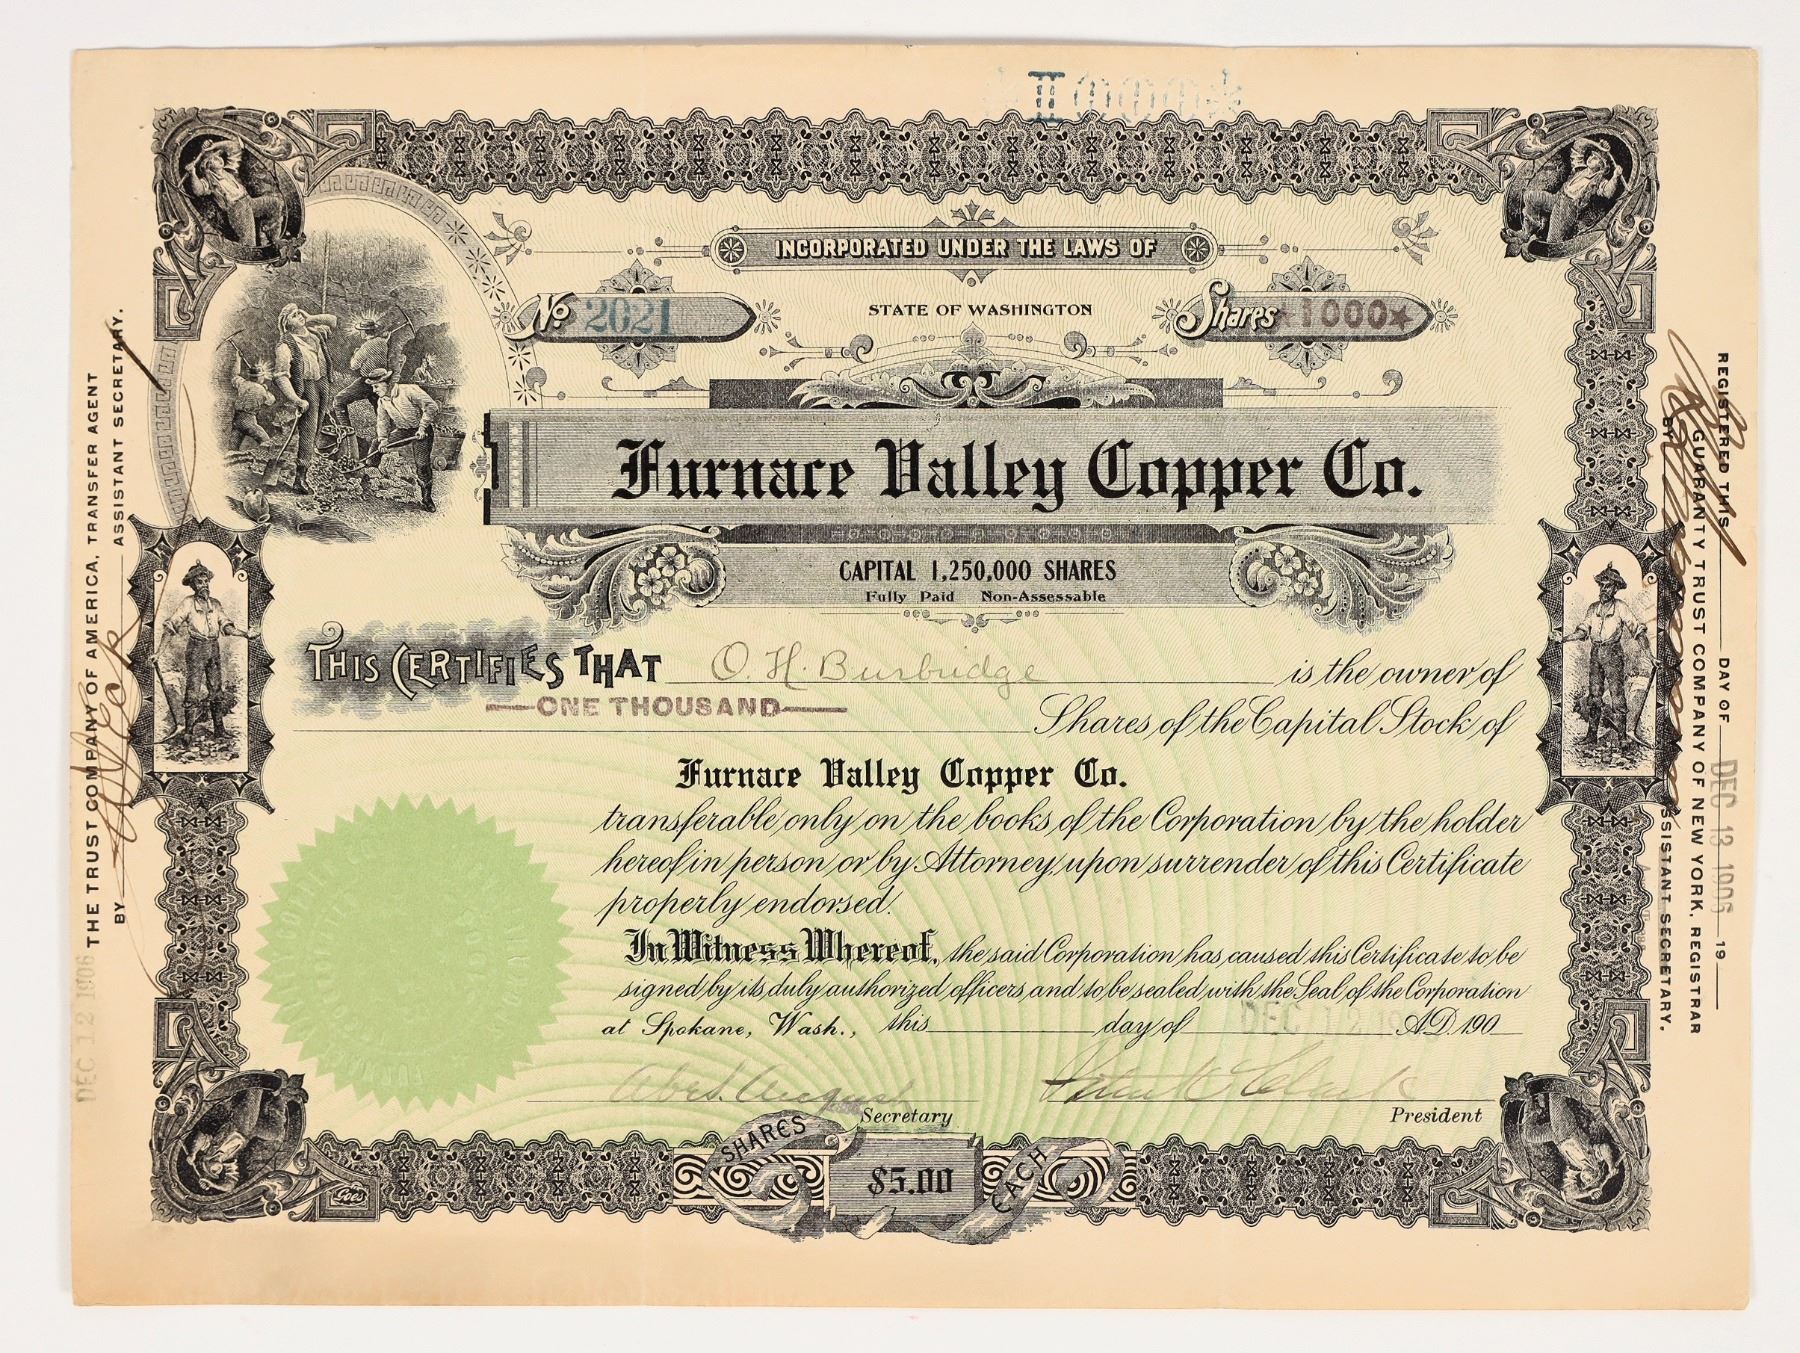 INCORPORATED UNDER THE LAWS OF
No 2021
STATE OF WASHINGTON
Shares ★1000★
Furnace Valley Copper Co.
CAPITAL 1,250,000 SHARES
Fully Paid Non-Assessable
THIS CERTIFIES THAT O. H. Burbridge is the owner of
—ONE THOUSAND—
Shares of the Capital Stock of
Furnace Valley Copper Co.
transferable only on the books of the Corporation by the holder
hereof in person or by Attorney, upon surrender of this Certificate
properly endorsed.
In Witness Whereof, the said Corporation has caused this Certificate to be
signed by its duly authorized officers and to be sealed with the Seal of the Corporation
at Spokane, Wash., this day of DEC A.D. 190
Secretary
President
SHARES $5.00 EACH
Goes
THE TRUST COMPANY OF AMERICA, TRANSFER AGENT
BY ASSISTANT SECRETARY.
DEC 12 1906
REGISTERED THIS DAY OF DEC 13 1906 19
GUARANTY TRUST COMPANY OF NEW YORK, REGISTRAR
BY ASSISTANT SECRETARY.